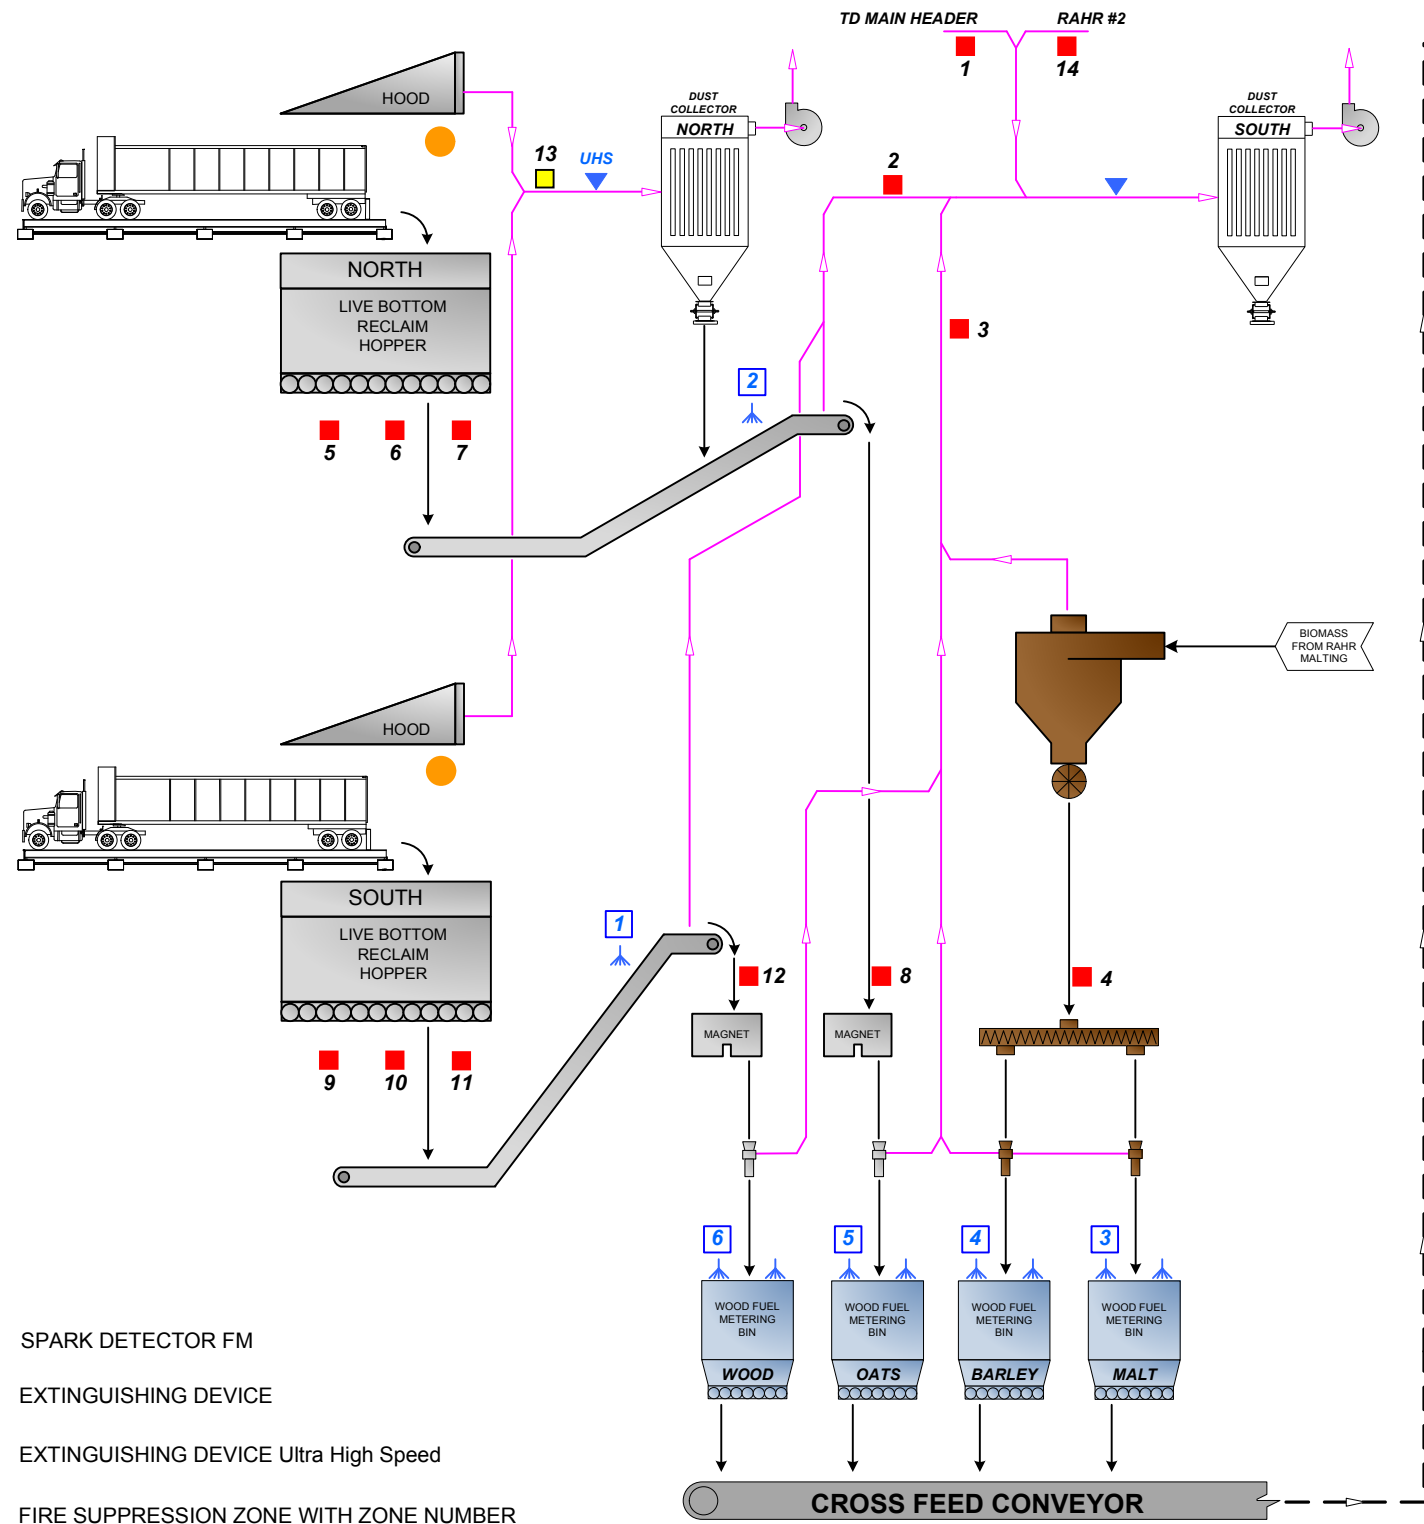 TD MAIN HEADER
RAHR #2
1
14
HOOD
DUST
COLLECTOR
NORTH
DUST
COLLECTOR
SOUTH
13
UHS
2
NORTH
LIVE BOTTOM
RECLAIM
HOPPER
3
2
5
6
7
BIOMASS
FROM RAHR
MALTING
HOOD
SOUTH
LIVE BOTTOM
RECLAIM
HOPPER
1
12
8
4
MAGNET
MAGNET
9
10
11
6
5
4
3
WOOD FUEL
METERING
BIN
WOOD
WOOD FUEL
METERING
BIN
OATS
WOOD FUEL
METERING
BIN
BARLEY
WOOD FUEL
METERING
BIN
MALT
SPARK DETECTOR FM
EXTINGUISHING DEVICE
EXTINGUISHING DEVICE Ultra High Speed
FIRE SUPPRESSION ZONE WITH ZONE NUMBER
CROSS FEED CONVEYOR